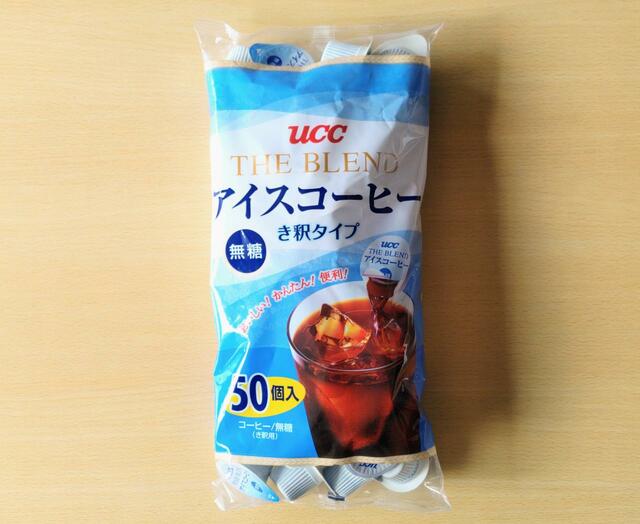 UCC
THE BLEND
アイスコーヒー
き釈タイプ
無糖
UCC
THE BLEND
アイスコーヒー
おいしい!かんたん!便利!
50個入
コーヒー/無糖
(き釈用)